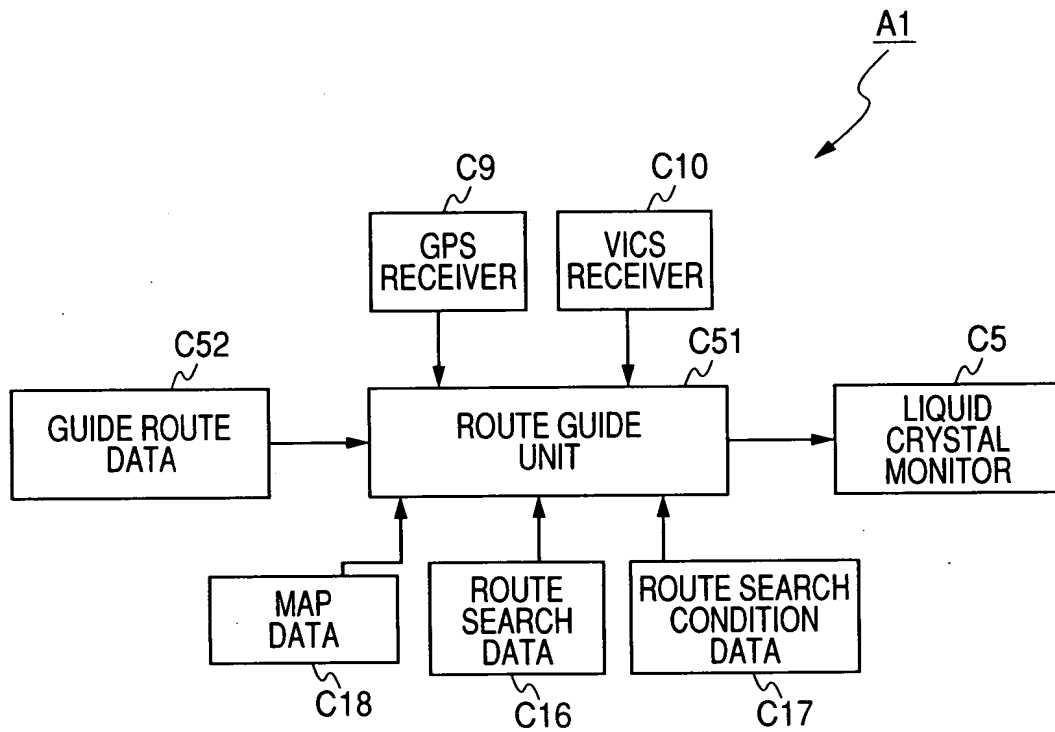 A1
C9
C10
GPS
RECEIVER
VICS
RECEIVER
C52
C51
C5
GUIDE ROUTE
DATA
ROUTE GUIDE
UNIT
LIQUID
CRYSTAL
MONITOR
MAP
DATA
ROUTE
SEARCH
DATA
ROUTE SEARCH
CONDITION
DATA
C18
C16
C17